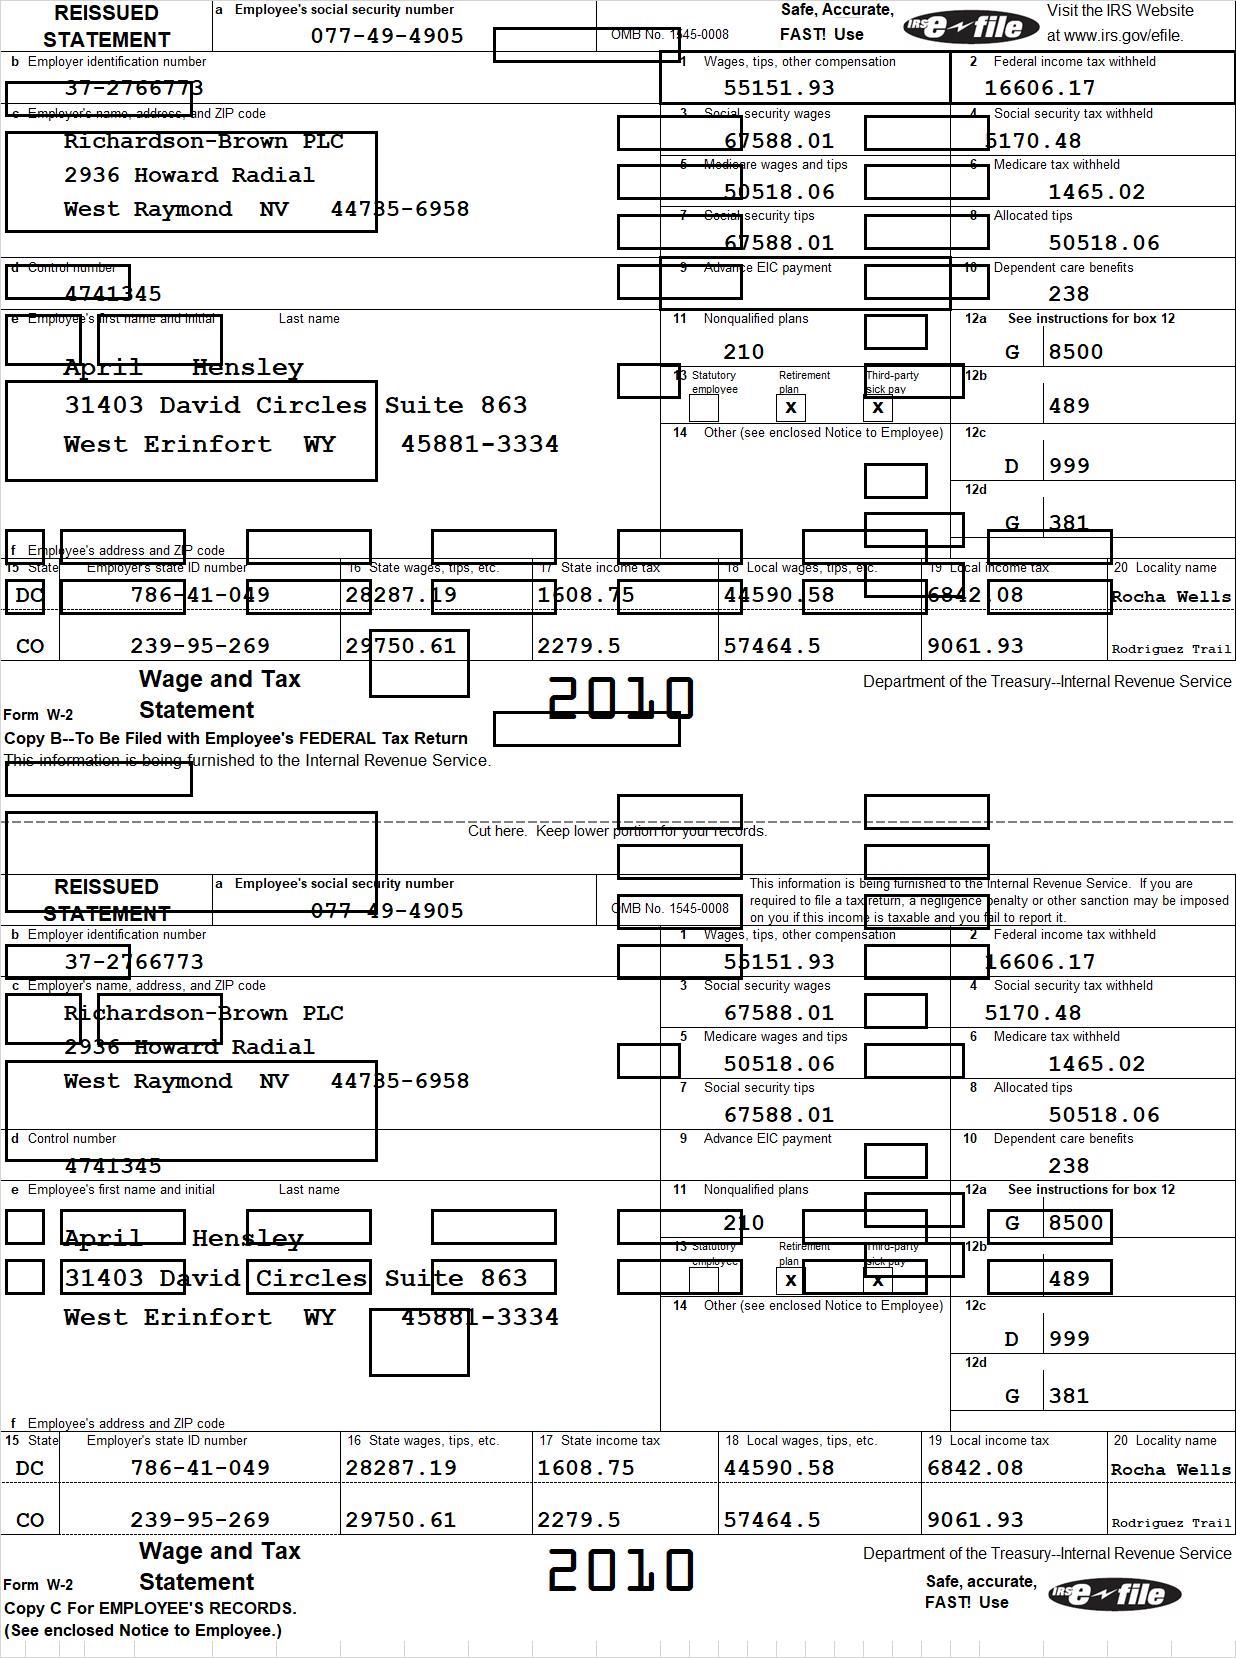 REISSUED STATEMENT
a Employee's social security number
077-49-4905
OMB No. 1545-0008
Safe, Accurate, FAST! Use
IRS e-file
Visit the IRS Website at www.irs.gov/efile.
b Employer identification number
37-2766773
1 Wages, tips, other compensation
55151.93
2 Federal income tax withheld
16606.17
c Employer's name, address, and ZIP code
Richardson-Brown PLC
2936 Howard Radial
West Raymond NV 44735-6958
3 Social security wages
67588.01
4 Social security tax withheld
5170.48
5 Medicare wages and tips
50518.06
6 Medicare tax withheld
1465.02
7 Social security tips
67588.01
8 Allocated tips
50518.06
d Control number
4741345
9 Advance EIC payment
10 Dependent care benefits
238
e Employee's first name and initial Last name
April Hensley
31403 David Circles Suite 863
West Erinfort WY 45881-3334
11 Nonqualified plans
210
12a See instructions for box 12
G 8500
13 Statutory employee Retirement plan Third-party sick pay
X X
12b
489
14 Other (see enclosed Notice to Employee)
12c
D 999
12d
G 381
f Employee's address and ZIP code
15 State Employer's state ID number 16 State wages, tips, etc. 17 State income tax 18 Local wages, tips, etc. 19 Local income tax 20 Locality name
DC 786-41-049 28287.19 1608.75 44590.58 6842.08 Rocha Wells
CO 239-95-269 29750.61 2279.5 57464.5 9061.93 Rodriguez Trail
Form W-2 Wage and Tax Statement
2010
Department of the Treasury--Internal Revenue Service
Copy B--To Be Filed with Employee's FEDERAL Tax Return
This information is being furnished to the Internal Revenue Service.
Cut here. Keep lower portion for your records.
REISSUED STATEMENT
a Employee's social security number
077-49-4905
OMB No. 1545-0008
This information is being furnished to the Internal Revenue Service. If you are
required to file a tax return, a negligence penalty or other sanction may be imposed
on you if this income is taxable and you fail to report it.
b Employer identification number
37-2766773
1 Wages, tips, other compensation
55151.93
2 Federal income tax withheld
16606.17
c Employer's name, address, and ZIP code
Richardson-Brown PLC
2936 Howard Radial
West Raymond NV 44735-6958
3 Social security wages
67588.01
4 Social security tax withheld
5170.48
5 Medicare wages and tips
50518.06
6 Medicare tax withheld
1465.02
7 Social security tips
67588.01
8 Allocated tips
50518.06
d Control number
4741345
9 Advance EIC payment
10 Dependent care benefits
238
e Employee's first name and initial Last name
April Hensley
31403 David Circles Suite 863
West Erinfort WY 45881-3334
11 Nonqualified plans
210
12a See instructions for box 12
G 8500
13 Statutory employee Retirement plan Third-party sick pay
X X
12b
489
14 Other (see enclosed Notice to Employee)
12c
D 999
12d
G 381
f Employee's address and ZIP code
15 State Employer's state ID number 16 State wages, tips, etc. 17 State income tax 18 Local wages, tips, etc. 19 Local income tax 20 Locality name
DC 786-41-049 28287.19 1608.75 44590.58 6842.08 Rocha Wells
CO 239-95-269 29750.61 2279.5 57464.5 9061.93 Rodriguez Trail
Form W-2 Wage and Tax Statement
2010
Department of the Treasury--Internal Revenue Service
Safe, accurate, FAST! Use
IRS e-file
Copy C For EMPLOYEE'S RECORDS.
(See enclosed Notice to Employee.)